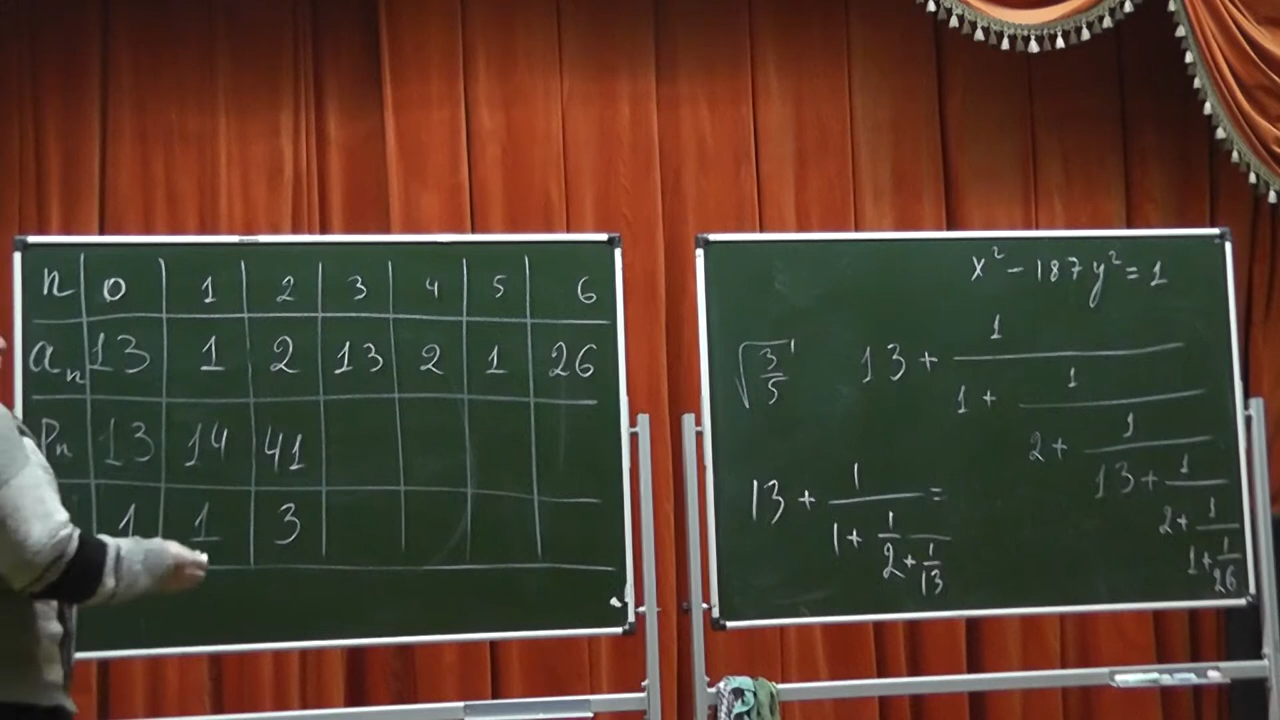 n 0 1 2 3 4 5 6
a_n 13 1 2 13 2 1 26
P_n 13 14 41
1 1 3
x² - 187y² = 1
√(3/5)
13 + 1/(1 + 1/(2 + 1/(13 + 1/(2 + 1/(1 + 1/26)))))
13 + 1/(1 + 1/(2 + 1/13)) =